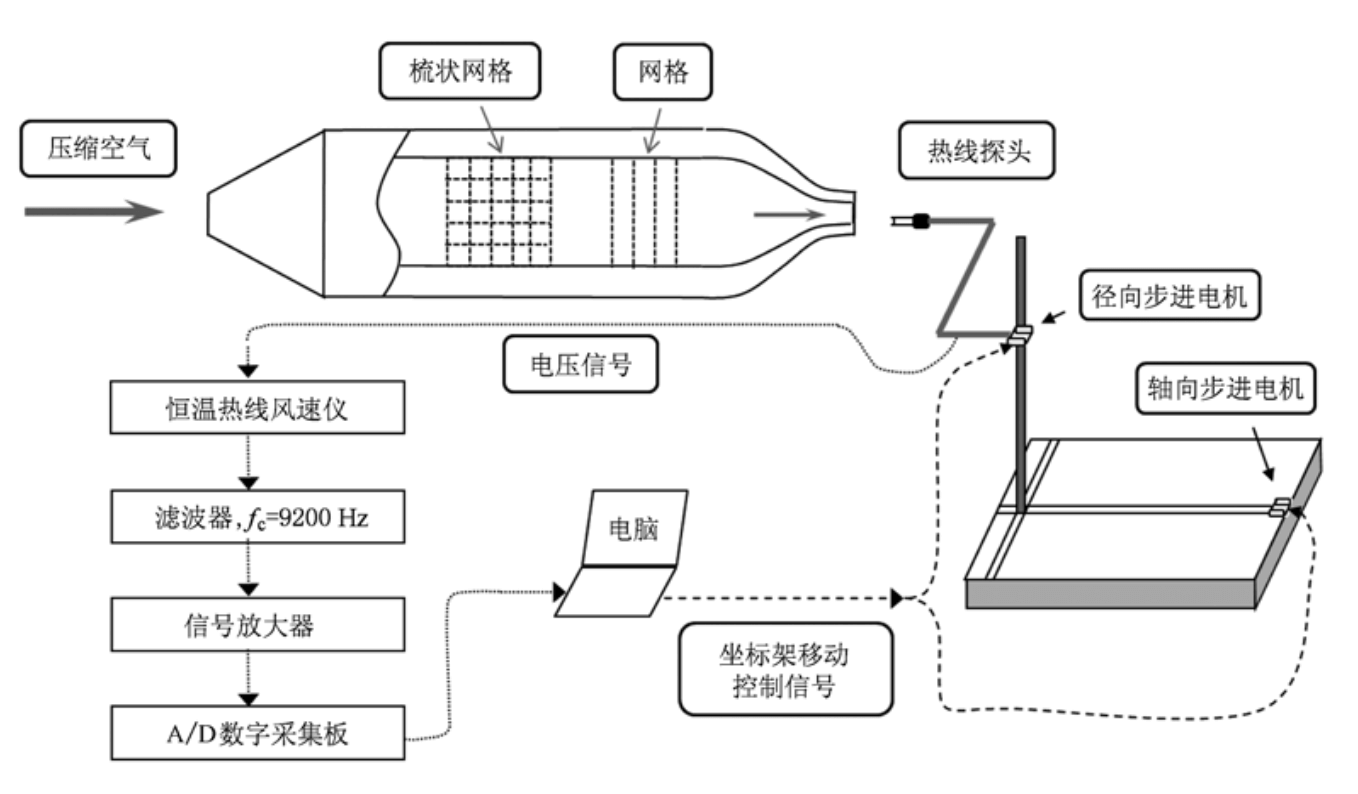 梳状网格
网格
压缩空气
热线探头
径向步进电机
电压信号
轴向步进电机
恒温热线风速仪
滤波器,fc=9200 Hz
电脑
信号放大器
坐标架移动
控制信号
A/D数字采集板